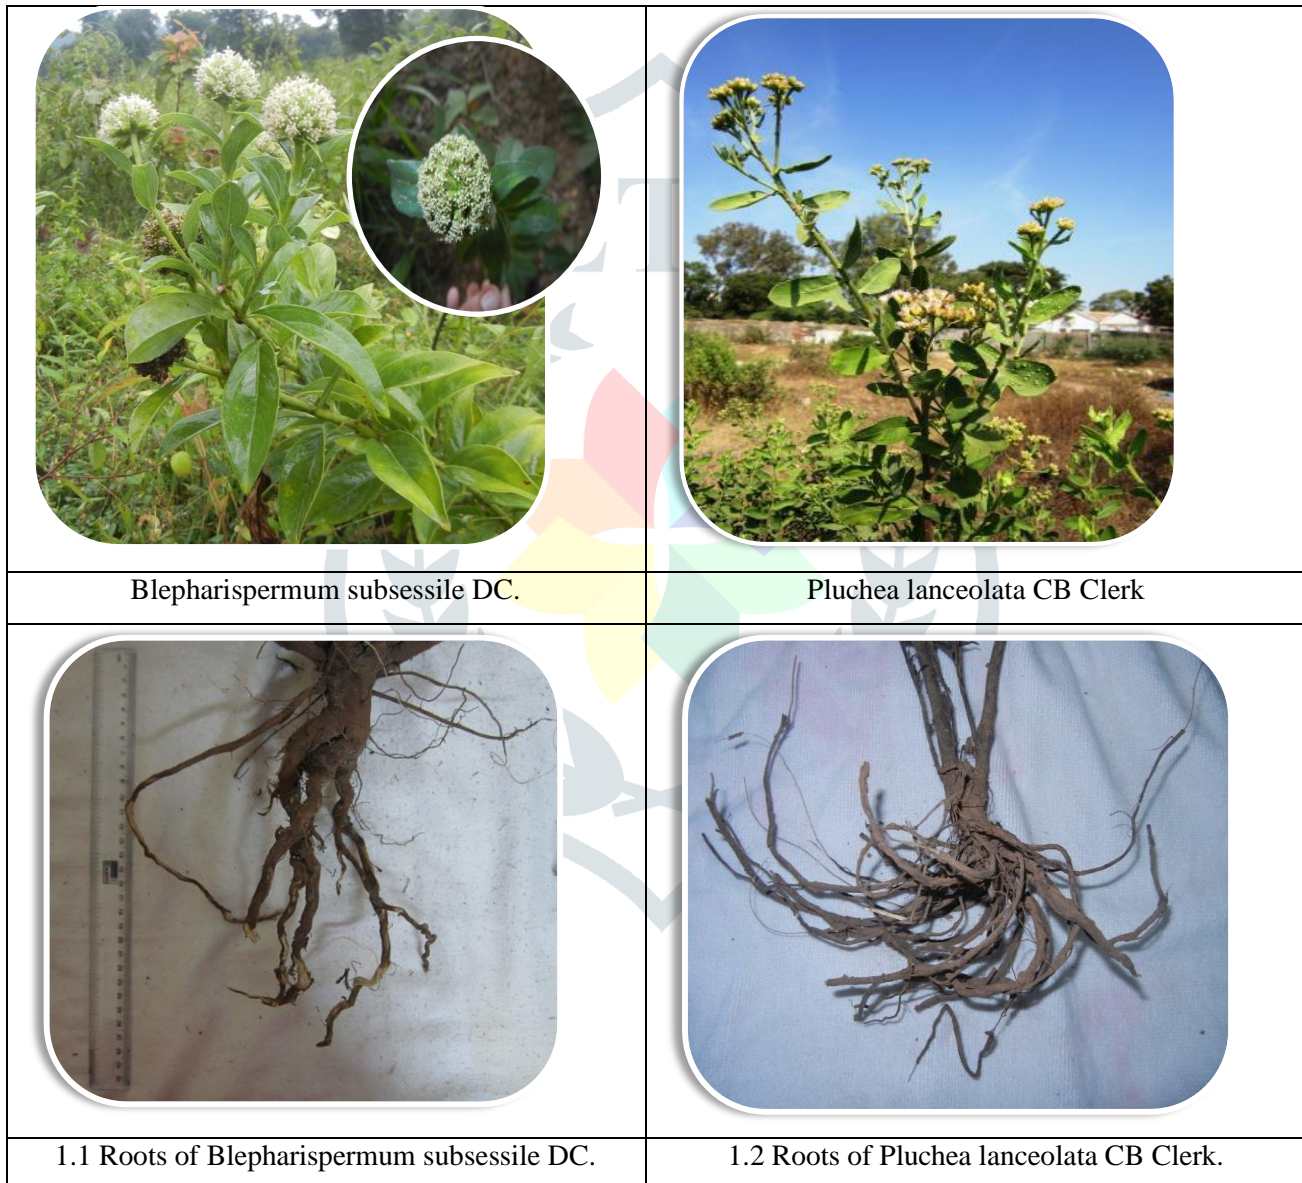 Blepharispermum subsessile DC.
Pluchea lanceolata CB Clerk
1.1 Roots of Blepharispermum subsessile DC.
1.2 Roots of Pluchea lanceolata CB Clerk.